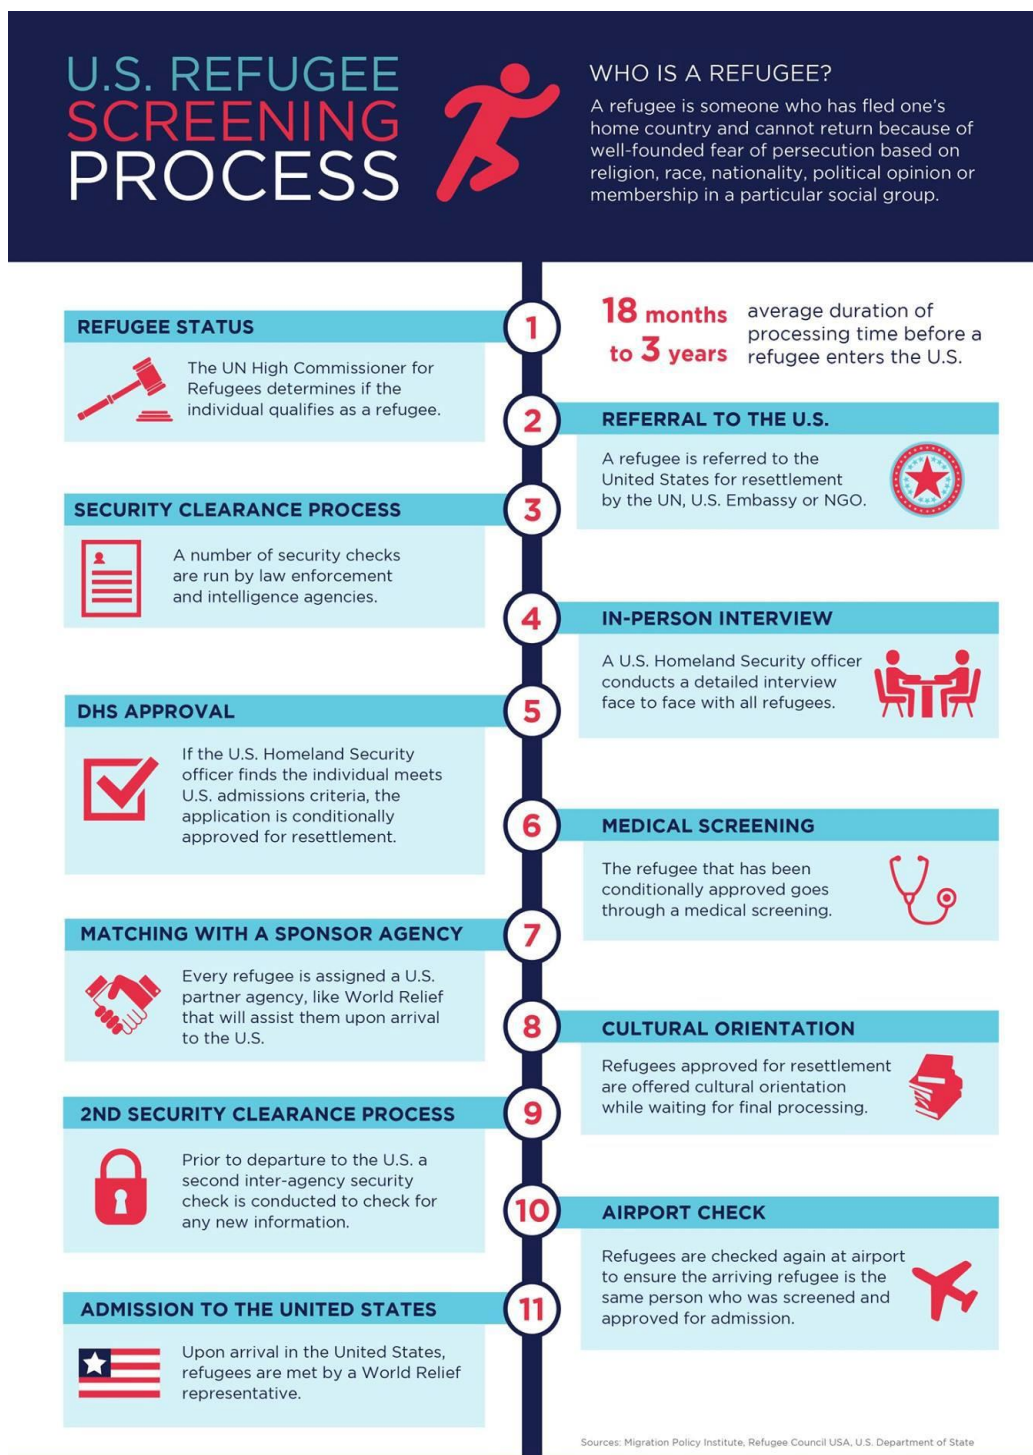 U.S. REFUGEE
SCREENING
PROCESS
WHO IS A REFUGEE?
A refugee is someone who has fled one's
home country and cannot return because of
well-founded fear of persecution based on
religion, race, nationality, political opinion or
membership in a particular social group.
18 months
to 3 years
average duration of
processing time before a
refugee enters the U.S.
1
REFUGEE STATUS
The UN High Commissioner for
Refugees determines if the
individual qualifies as a refugee.
2
REFERRAL TO THE U.S.
A refugee is referred to the
United States for resettlement
by the UN, U.S. Embassy or NGO.
3
SECURITY CLEARANCE PROCESS
A number of security checks
are run by law enforcement
and intelligence agencies.
4
IN-PERSON INTERVIEW
A U.S. Homeland Security officer
conducts a detailed interview
face to face with all refugees.
5
DHS APPROVAL
If the U.S. Homeland Security
officer finds the individual meets
U.S. admissions criteria, the
application is conditionally
approved for resettlement.
6
MEDICAL SCREENING
The refugee that has been
conditionally approved goes
through a medical screening.
7
MATCHING WITH A SPONSOR AGENCY
Every refugee is assigned a U.S.
partner agency, like World Relief
that will assist them upon arrival
to the U.S.
8
CULTURAL ORIENTATION
Refugees approved for resettlement
are offered cultural orientation
while waiting for final processing.
9
2ND SECURITY CLEARANCE PROCESS
Prior to departure to the U.S. a
second inter-agency security
check is conducted to check for
any new information.
10
AIRPORT CHECK
Refugees are checked again at airport
to ensure the arriving refugee is the
same person who was screened and
approved for admission.
11
ADMISSION TO THE UNITED STATES
Upon arrival in the United States,
refugees are met by a World Relief
representative.
Sources: Migration Policy Institute, Refugee Council USA, U.S. Department of State